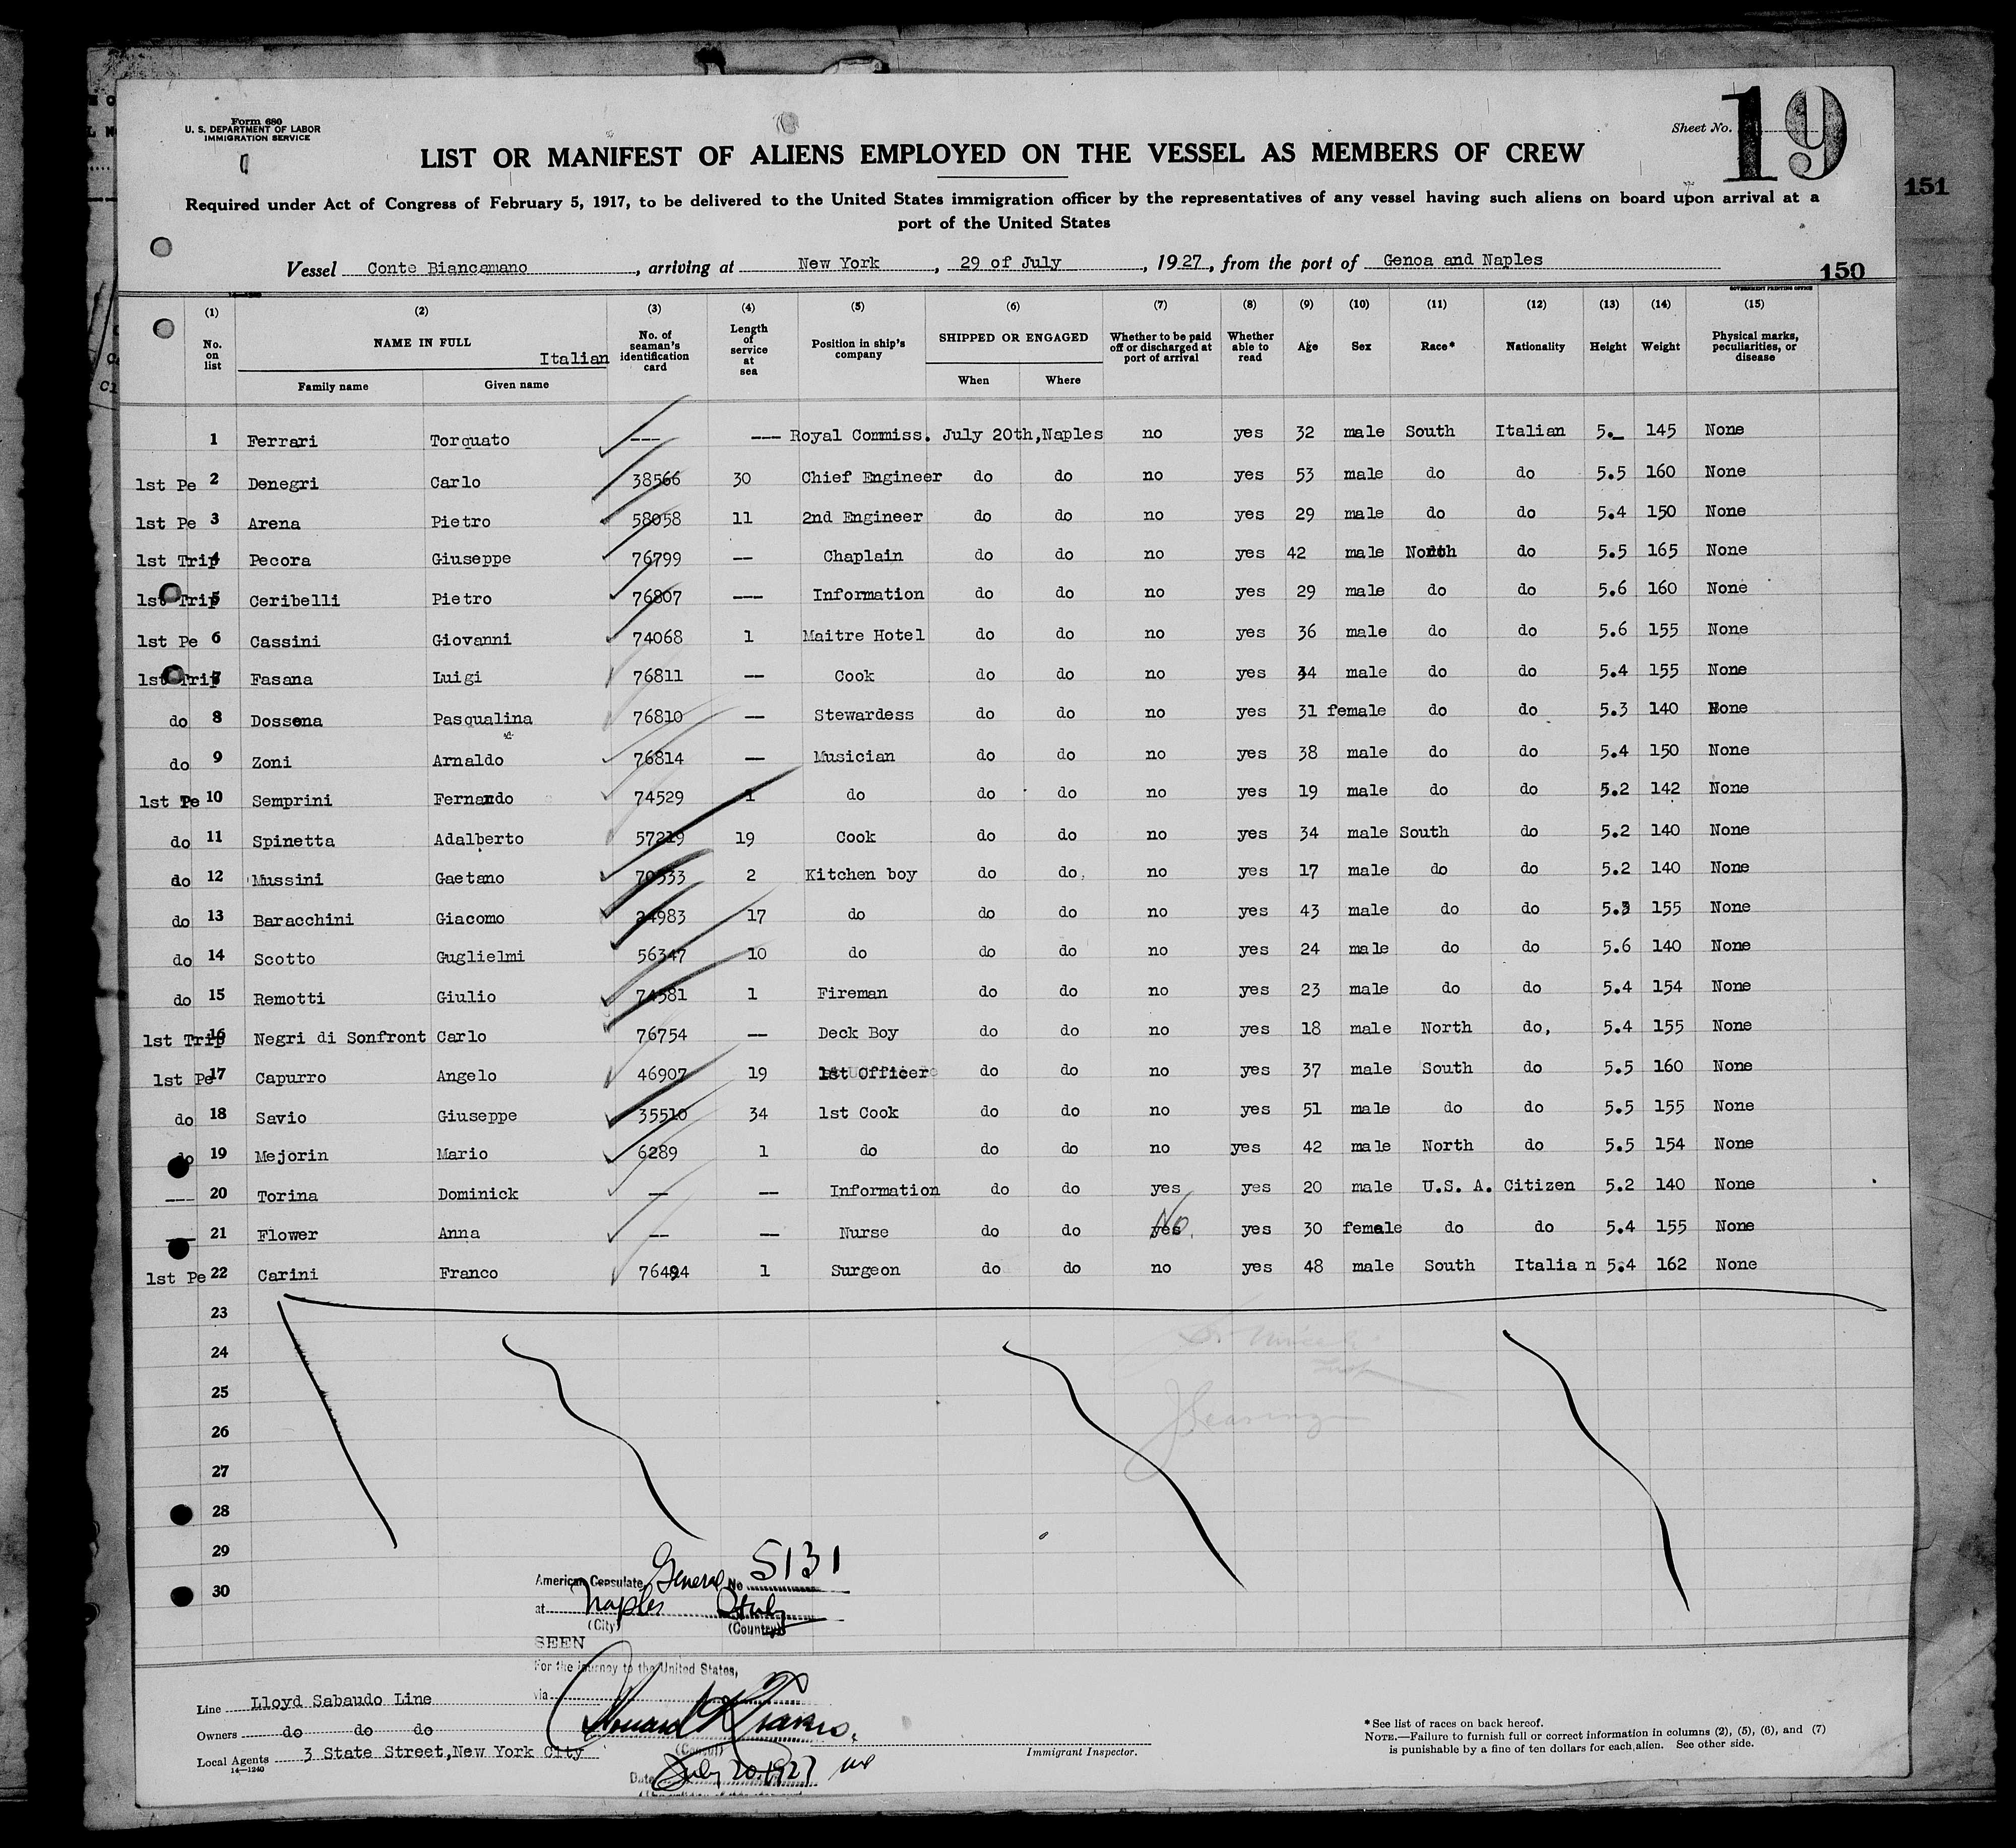 Form 680
U. S. DEPARTMENT OF LABOR
IMMIGRATION SERVICE
Sheet No. 19
LIST OR MANIFEST OF ALIENS EMPLOYED ON THE VESSEL AS MEMBERS OF CREW
151
Required under Act of Congress of February 5, 1917, to be delivered to the United States immigration officer by the representatives of any vessel having such aliens on board upon arrival at a
port of the United States
Vessel Conte Biancamano, arriving at New York, 29 of July, 1927, from the port of Genoa and Naples
150
GOVERNMENT PRINTING OFFICE
(1) (2) (3) (4) (5) (6) (7) (8) (9) (10) (11) (12) (13) (14) (15)
No. on list NAME IN FULL Italian No. of seaman's identification card Length of service at sea Position in ship's company SHIPPED OR ENGAGED Whether to be paid off or discharged at port of arrival Whether able to read Age Sex Race* Nationality Height Weight Physical marks, peculiarities, or disease
Family name Given name When Where
1 Ferrari Torquato --- --- Royal Commiss. July 20th,Naples no yes 32 male South Italian 5._ 145 None
1st Pe 2 Denegri Carlo 38566 30 Chief Engineer do do no yes 53 male do do 5.5 160 None
1st Pe 3 Arena Pietro 58058 11 2nd Engineer do do no yes 29 male do do 5.4 150 None
1st Trip 4 Pecora Giuseppe 76799 -- Chaplain do do no yes 42 male North do 5.5 165 None
1st Trip 5 Ceribelli Pietro 76807 --- Information do do no yes 29 male do do 5.6 160 None
1st Pe 6 Cassini Giovanni 74068 1 Maitre Hotel do do no yes 36 male do do 5.6 155 None
1st Trip 7 Fasana Luigi 76811 -- Cook do do no yes 34 male do do 5.4 155 None
do 8 Dossena Pasqualina 76810 -- Stewardess do do no yes 31 female do do 5.3 140 None
do 9 Zoni Arnaldo 76814 -- Musician do do no yes 38 male do do 5.4 150 None
1st Pe 10 Semprini Fernando 74529 1 do do do no yes 19 male do do 5.2 142 None
do 11 Spinetta Adalberto 57219 19 Cook do do no yes 34 male South do 5.2 140 None
do 12 Mussini Gaetano 70333 2 Kitchen boy do do no yes 17 male do do 5.2 140 None
do 13 Baracchini Giacomo 24983 17 do do do no yes 43 male do do 5.3 155 None
do 14 Scotto Guglielmi 56347 10 do do do no yes 24 male do do 5.6 140 None
do 15 Remotti Giulio 74581 1 Fireman do do no yes 23 male do do 5.4 154 None
1st Trip 16 Negri di Sonfront Carlo 76754 -- Deck Boy do do no yes 18 male North do, 5.4 155 None
1st Pe 17 Capurro Angelo 46907 19 1st Officer do do no yes 37 male South do 5.5 160 None
do 18 Savio Giuseppe 35510 34 1st Cook do do no yes 51 male do do 5.5 155 None
do 19 Mejorin Mario 6289 1 do do do no yes 42 male North do 5.5 154 None
--- 20 Torina Dominick -- -- Information do do yes yes 20 male U.S. A. Citizen 5.2 140 None
21 Flower Anna -- -- Nurse do do yes No yes 30 female do do 5.4 155 None
1st Pe 22 Carini Franco 76494 1 Surgeon do do no yes 48 male South Italia n 5.4 162 None
23
24
25
26
27
28
29
30
American Consulate General No 5131
at Naples Italy
(City) (Country)
SEEN
For the journey to the United States,
via
(Consul)
Date July 20 1927
Line Lloyd Sabaudo Line
Owners do do do
Local Agents 3 State Street,New York City
14—1240
Immigrant Inspector.
*See list of races on back hereof.
NOTE.—Failure to furnish full or correct information in columns (2), (5), (6), and (7)
is punishable by a fine of ten dollars for each alien. See other side.